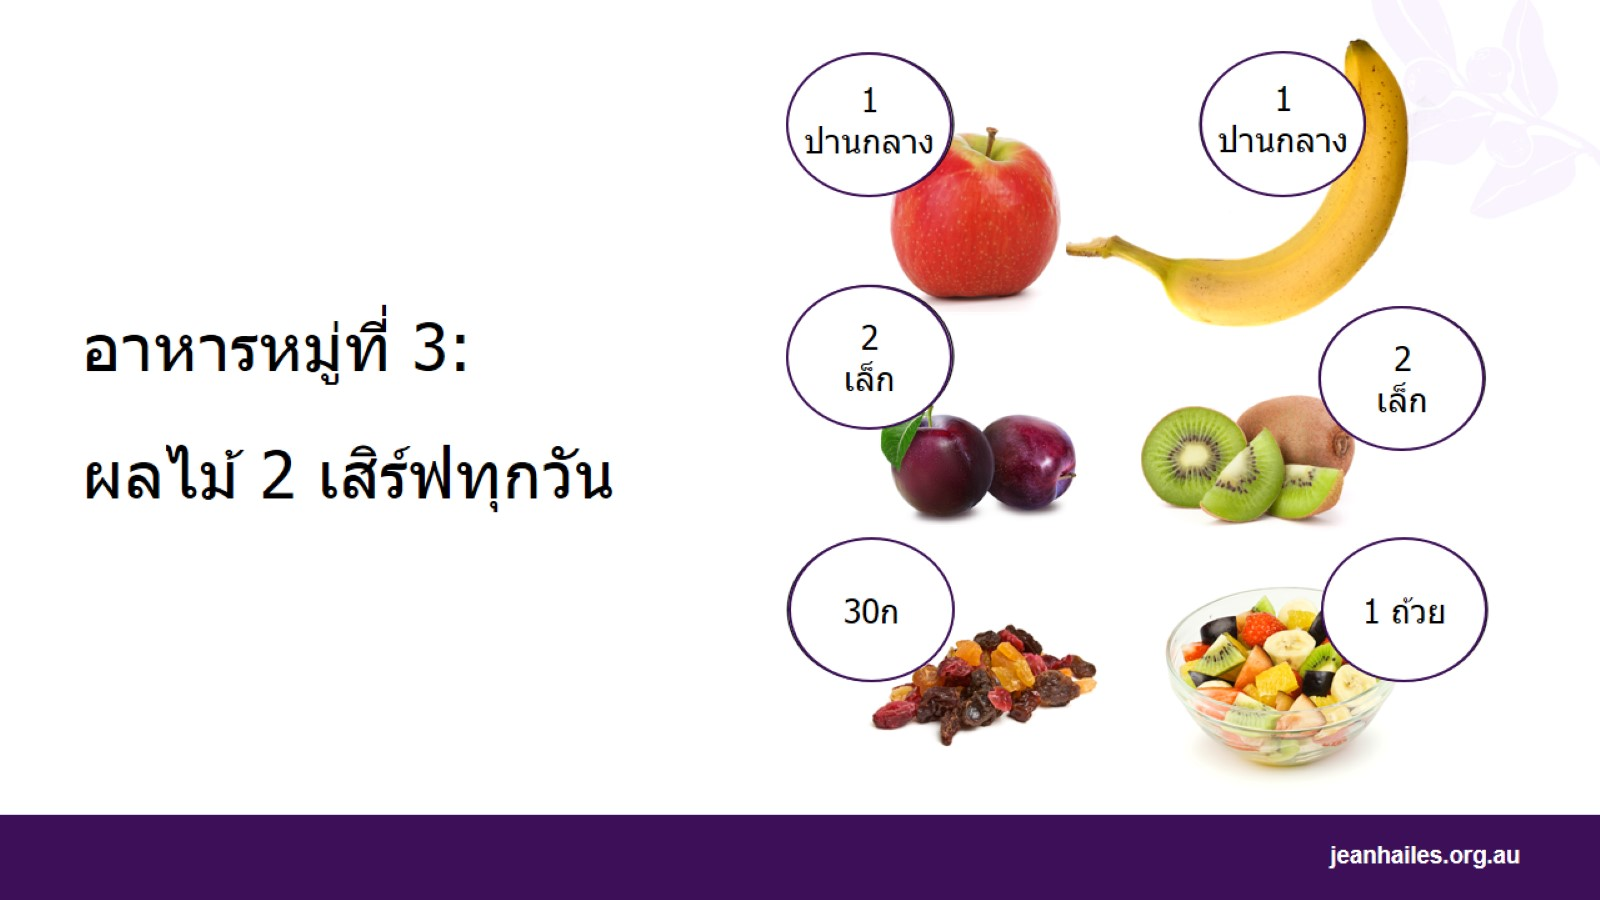 อาหารหมู่ที่ 3:
ผลไม้ 2 เสิร์ฟทุกวัน
1
ปานกลาง
1
ปานกลาง
2
เล็ก
2
เล็ก
30ก
1 ถ้วย
jeanhailes.org.au